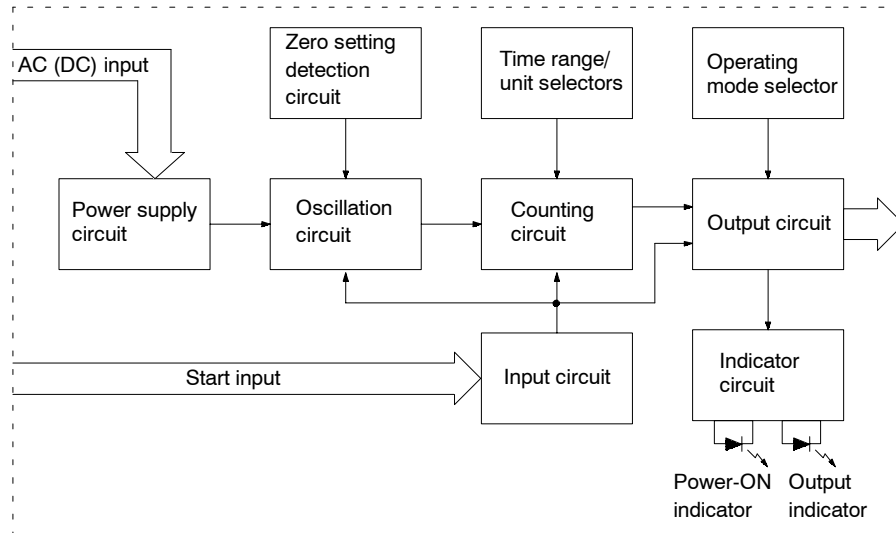 AC (DC) input
Zero setting
detection
circuit
Time range/
unit selectors
Operating
mode selector
Power supply
circuit
Oscillation
circuit
Counting
circuit
Output circuit
Start input
Input circuit
Indicator
circuit
Power-ON
indicator
Output
indicator